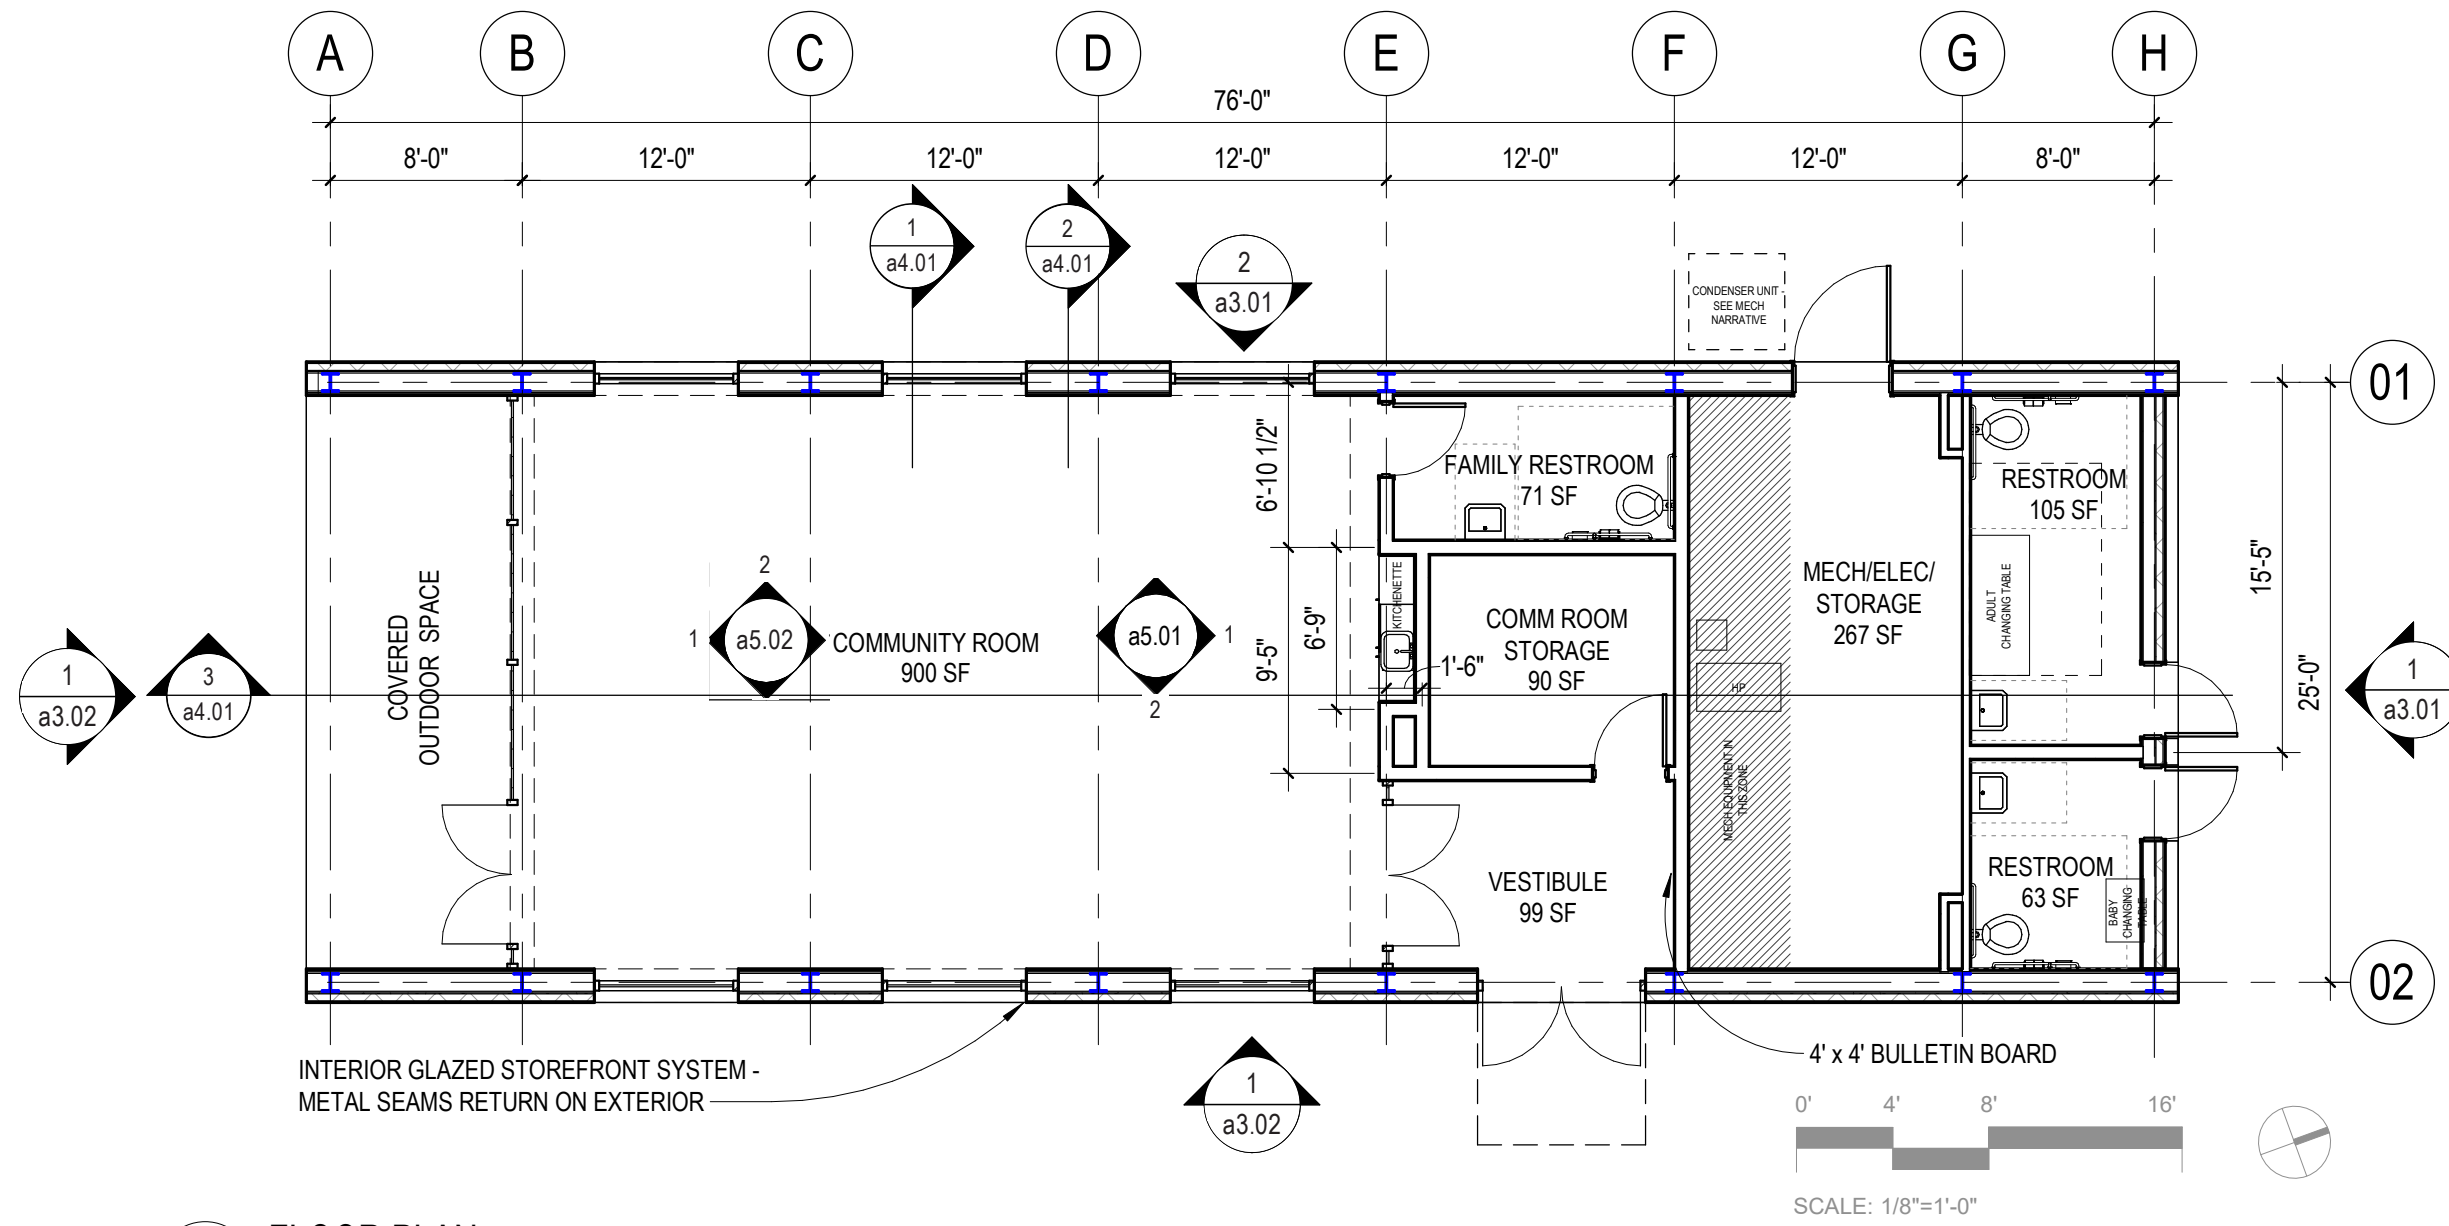 A B C D E F G H
76'-0"
8'-0" 12'-0" 12'-0" 12'-0" 12'-0" 12'-0" 8'-0"
1
a4.01
2
a4.01
2
a3.01
CONDENSER UNIT -
SEE MECH
NARRATIVE
01
6'-10 1/2"
FAMILY RESTROOM
71 SF
RESTROOM
105 SF
15'-5"
25'-0"
COVERED
OUTDOOR SPACE
1
a3.02
3
a4.01
2
1
a5.02
COMMUNITY ROOM
900 SF
a5.01
1
2
9'-5"
6'-9"
KITCHENETTE
1'-6"
COMM ROOM
STORAGE
90 SF
MECH/ELEC/
STORAGE
267 SF
HP
MECH EQUIPMENT IN
THIS ZONE
ADULT
CHANGING TABLE
1
a3.01
VESTIBULE
99 SF
RESTROOM
63 SF
BABY
CHANGING
TABLE
02
INTERIOR GLAZED STOREFRONT SYSTEM -
METAL SEAMS RETURN ON EXTERIOR
1
a3.02
4' x 4' BULLETIN BOARD
0' 4' 8' 16'
SCALE: 1/8"=1'-0"
FLOOR PLAN